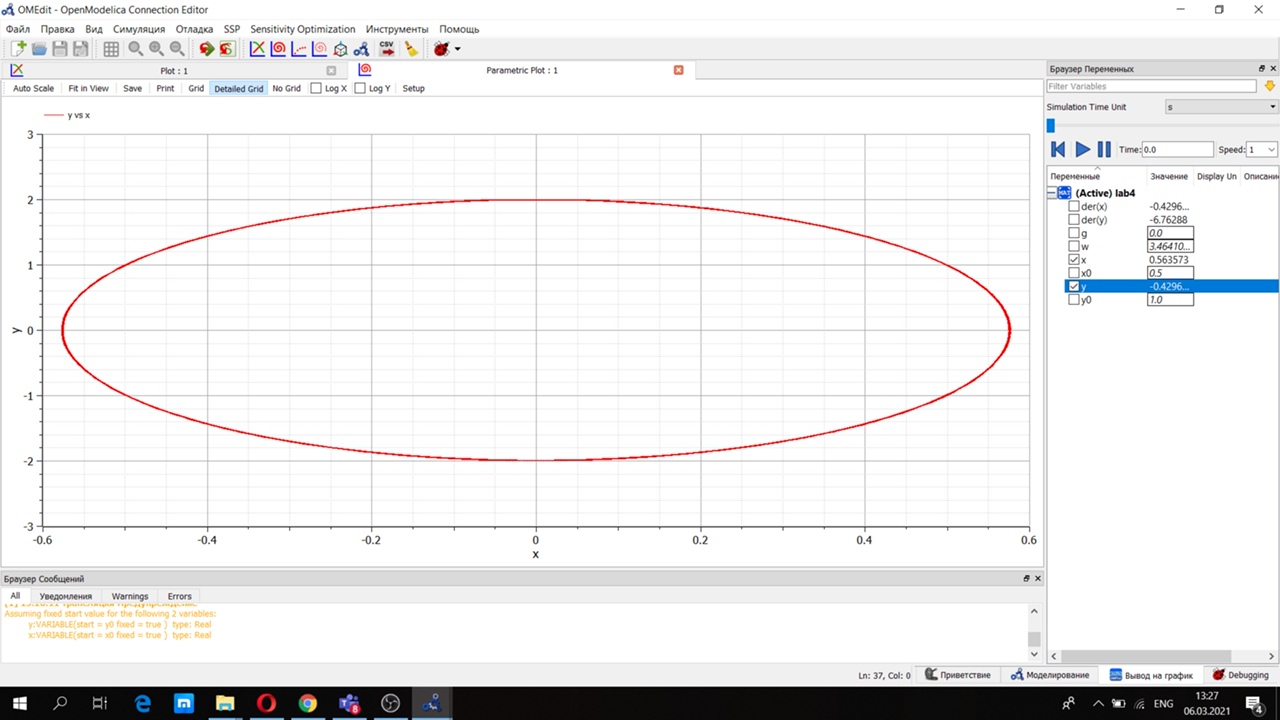 OMEdit - OpenModelica Connection Editor
Файл Правка Вид Симуляция Отладка SSP Sensitivity Optimization Инструменты Помощь
CSV
Plot : 1 Parametric Plot : 1
Auto Scale Fit in View Save Print Grid Detailed Grid No Grid Log X Log Y Setup
y vs x
3
2
1
0
-1
-2
-3
y
-0.6 -0.4 -0.2 0 0.2 0.4 0.6
x
Браузер Переменных
Filter Variables
Simulation Time Unit s
Time: 0.0 Speed: 1
Переменные Значение Display Un Описание
(Active) lab4
der(x) -0.4296...
der(y) -6.76288
g 0.0
w 3.46410...
x 0.563573
x0 0.5
y -0.4296...
y0 1.0
Браузер Сообщений
All Уведомления Warnings Errors
Assuming fixed start value for the following 2 variables:
y:VARIABLE(start = y0 fixed = true ) type: Real
x:VARIABLE(start = x0 fixed = true ) type: Real
Ln: 37, Col: 0 Приветствие Моделирование Вывод на график Debugging
ENG 13:27
06.03.2021
8
4